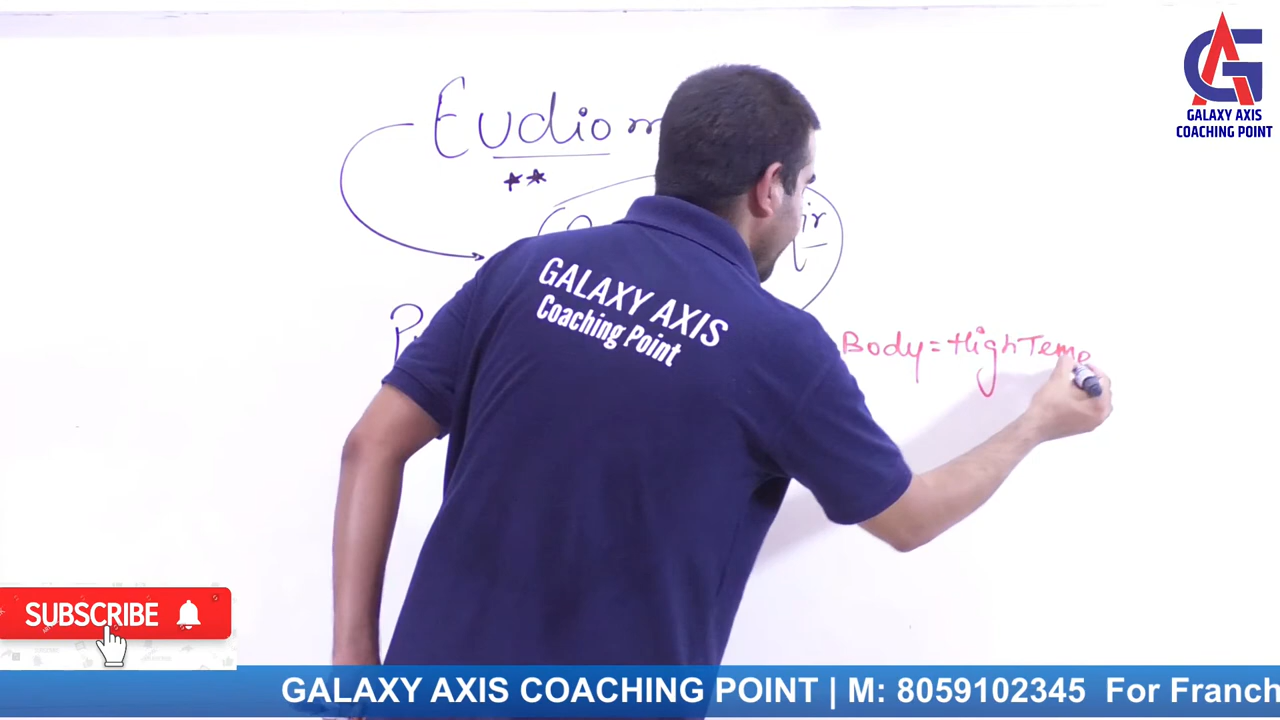 GALAXY AXIS
COACHING POINT
Eudiom
**
ir
Body = High Temp
GALAXY AXIS
Coaching Point
SUBSCRIBE
GALAXY AXIS COACHING POINT | M: 8059102345 For Franch